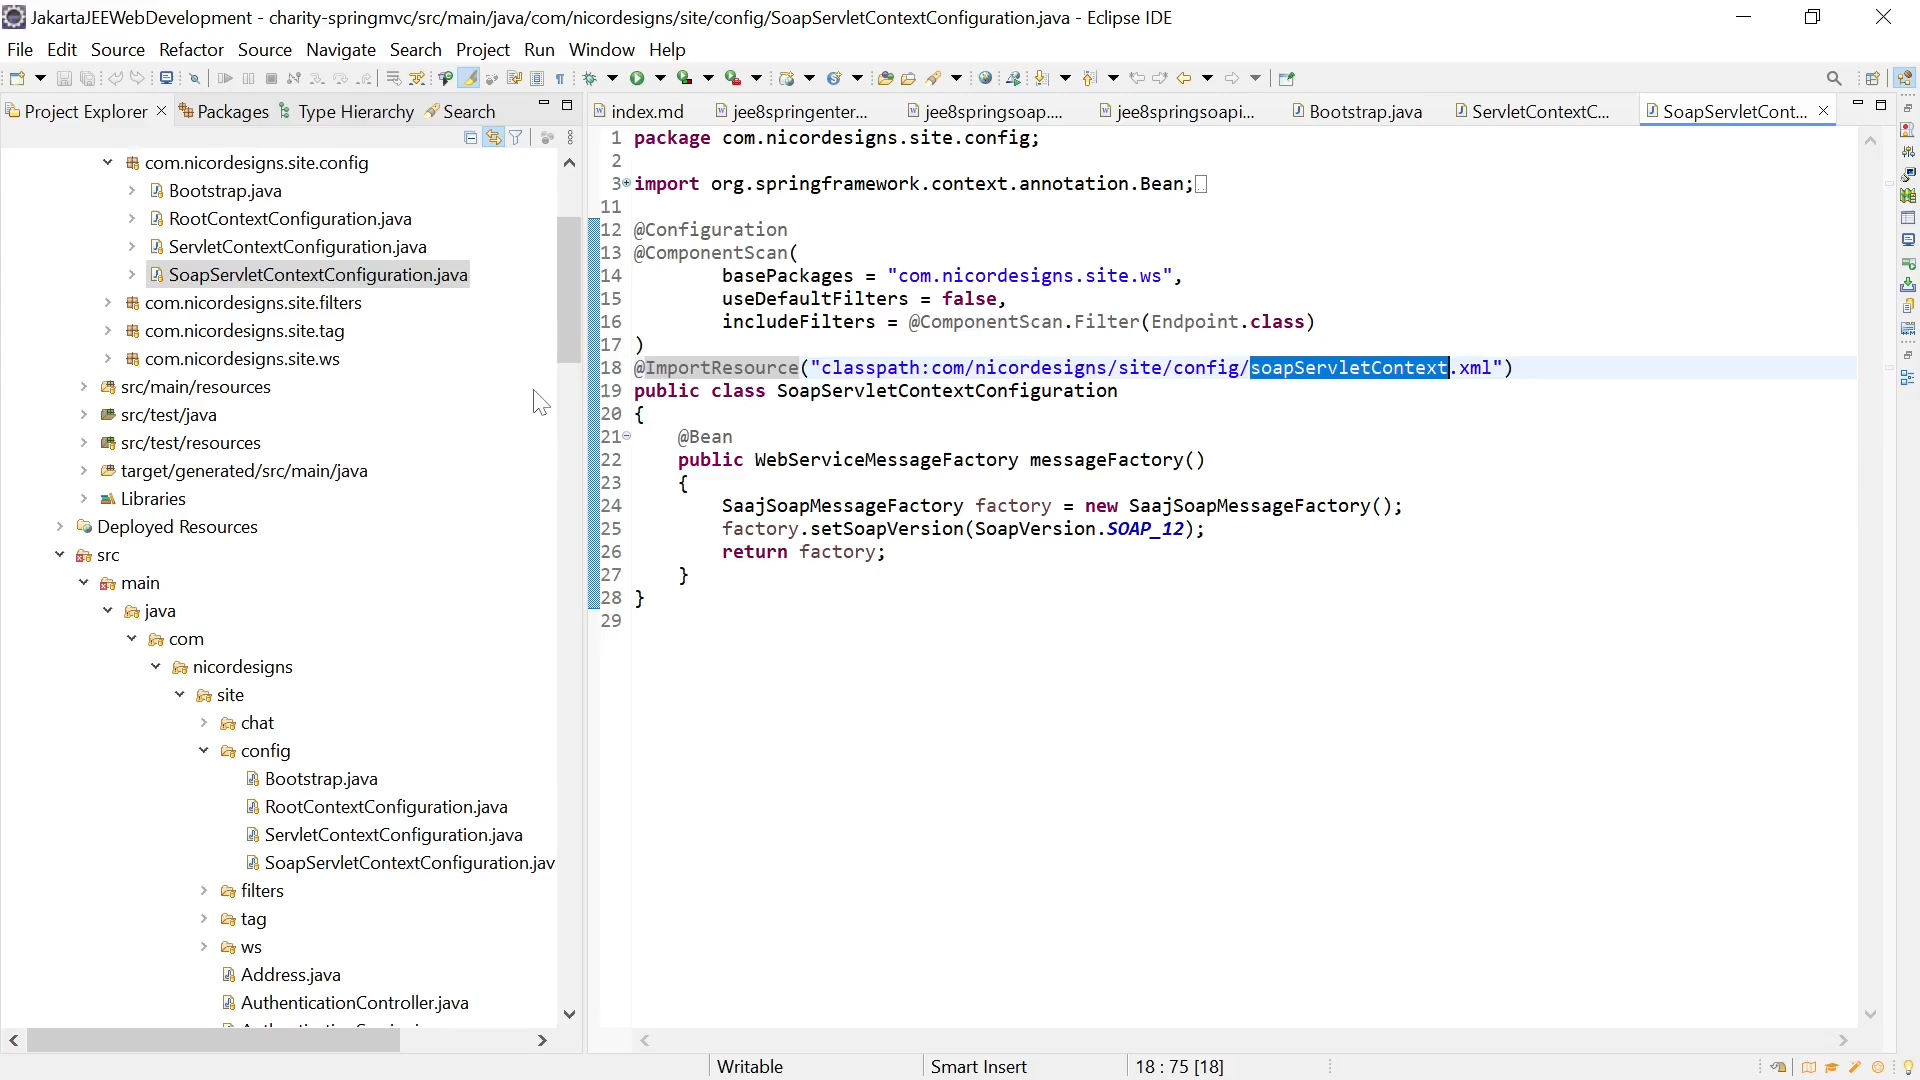 JakartaJEEWebDevelopment - charity-springmvc/src/main/java/com/nicordesigns/site/config/SoapServletContextConfiguration.java - Eclipse IDE
File Edit Source Refactor Source Navigate Search Project Run Window Help
Project Explorer Packages Type Hierarchy Search
index.md jee8springenter... jee8springsoap.... jee8springsoapi... Bootstrap.java ServletContextC... SoapServletCont...
com.nicordesigns.site.config
Bootstrap.java
RootContextConfiguration.java
ServletContextConfiguration.java
SoapServletContextConfiguration.java
com.nicordesigns.site.filters
com.nicordesigns.site.tag
com.nicordesigns.site.ws
src/main/resources
src/test/java
src/test/resources
target/generated/src/main/java
Libraries
Deployed Resources
src
main
java
com
nicordesigns
site
chat
config
Bootstrap.java
RootContextConfiguration.java
ServletContextConfiguration.java
SoapServletContextConfiguration.jav
filters
tag
ws
Address.java
AuthenticationController.java
1 package com.nicordesigns.site.config;
2
3 import org.springframework.context.annotation.Bean;
11
12 @Configuration
13 @ComponentScan(
14 basePackages = "com.nicordesigns.site.ws",
15 useDefaultFilters = false,
16 includeFilters = @ComponentScan.Filter(Endpoint.class)
17 )
18 @ImportResource("classpath:com/nicordesigns/site/config/soapServletContext.xml")
19 public class SoapServletContextConfiguration
20 {
21 @Bean
22 public WebServiceMessageFactory messageFactory()
23 {
24 SaajSoapMessageFactory factory = new SaajSoapMessageFactory();
25 factory.setSoapVersion(SoapVersion.SOAP_12);
26 return factory;
27 }
28 }
29
Writable Smart Insert 18 : 75 [18]